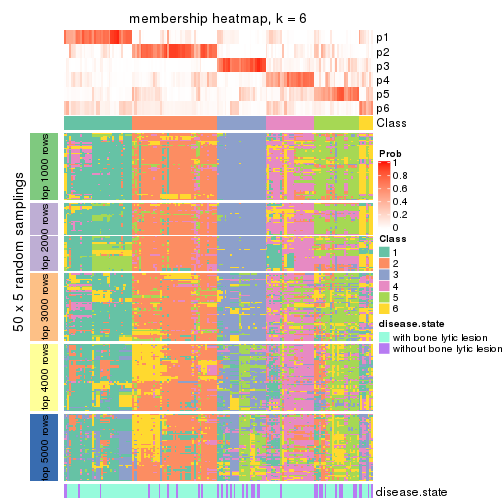 membership heatmap, k = 6
p1
p2
p3
p4
p5
p6
Class
50 x 5 random samplings
top 1000 rows
top 2000 rows
top 3000 rows
top 4000 rows
top 5000 rows
disease.state
Prob
1
0.8
0.6
0.4
0.2
0
Class
1
2
3
4
5
6
disease.state
with bone lytic lesion
without bone lytic lesion